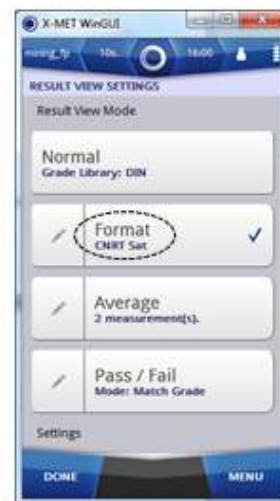 X-MET WinGUI
mining_fp 10s 16:00
RESULT VIEW SETTINGS
Result View Mode
Normal
Grade Library: DIN
Format
CNRT Sat
Average
2 measurement(s).
Pass / Fail
Mode: Match Grade
Settings
DONE MENU